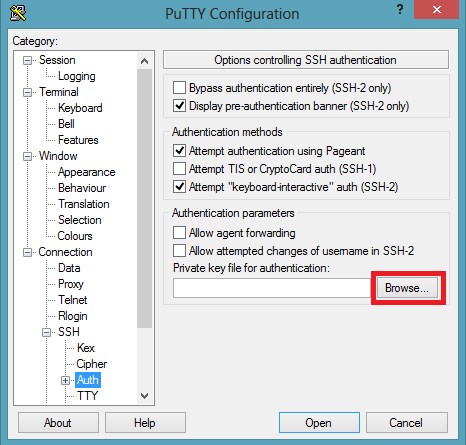 PuTTY Configuration
?
x
Category:
Session
Logging
Terminal
Keyboard
Bell
Features
Window
Appearance
Behaviour
Translation
Selection
Colours
Connection
Data
Proxy
Telnet
Rlogin
SSH
Kex
Cipher
Auth
TTY
Options controlling SSH authentication
Bypass authentication entirely (SSH-2 only)
Display pre-authentication banner (SSH-2 only)
Authentication methods
Attempt authentication using Pageant
Attempt TIS or CryptoCard auth (SSH-1)
Attempt "keyboard-interactive" auth (SSH-2)
Authentication parameters
Allow agent forwarding
Allow attempted changes of username in SSH-2
Private key file for authentication:
Browse...
About
Help
Open
Cancel